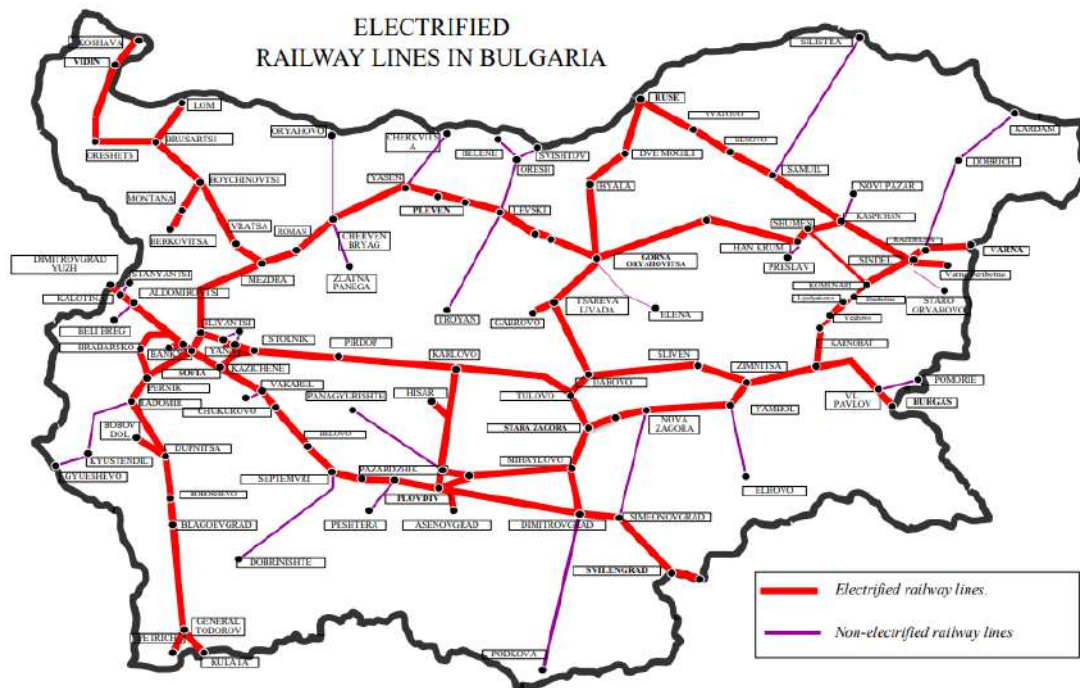 ELECTRIFIED
RAILWAY LINES IN BULGARIA
KOSHAVA
VIDIN
LOM
BRUSARTSI
ORESHETS
BOYCHINOVTSI
MONTANA
BERKOVITSA
VRATSA
ROMAN
MEZDRA
ORYAHOVO
CHERVEN
BRYAG
ZLATNA
PANEGA
YASEN
CHERKVITS
A
PLEVEN
BELENE
SVISHTOV
ORESH
LEVSKI
TROYAN
RUSE
DVE MOGILI
BYALA
GORNA
ORYAHOVITSA
ELENA
TSAREVA
LIVADA
GABROVO
SILISTRA
SAMUIL
KARDAM
DOBRICH
NOVI PAZAR
KASPICHAN
SHUMEN
HAN KRUM
PRESLAV
SINDEL
VARNA
STARO
ORYAHOVO
KOMUNARI
KARNOBAT
DIMITROVGRAD
YUZH
STANYANTSI
KALOTINA
ALDOMIROVTSI
BELI BREG
HRABARSKO
BANKYA
SOFIA
YANA
STOLNIK
KAZICHENE
PIRDOP
KARLOVO
VAKAREL
CHUKUROVO
PANAGYURISHTE
HISAR
PERNIK
RADOMIR
BOBOV
DOL
KYUSTENDIL
GYUESHEVO
DUPNITSA
BLAGOEVGRAD
GENERAL
TODOROV
PETRICH
KULATA
BELOVO
SEPTEMVRI
PAZARDZHIK
PESHTERA
DOBRINISHTE
PLOVDIV
ASENOVGRAD
MIHAYLOVO
STARA ZAGORA
TULOVO
DABOVO
SLIVEN
ZIMNITSA
NOVA
ZAGORA
YAMBOL
ELHOVO
VL.
PAVLOV
POMORIE
BURGAS
DIMITROVGRAD
SIMEONOVGRAD
SVILENGRAD
PODKOVA
Electrified railway lines.
Non-electrified railway lines